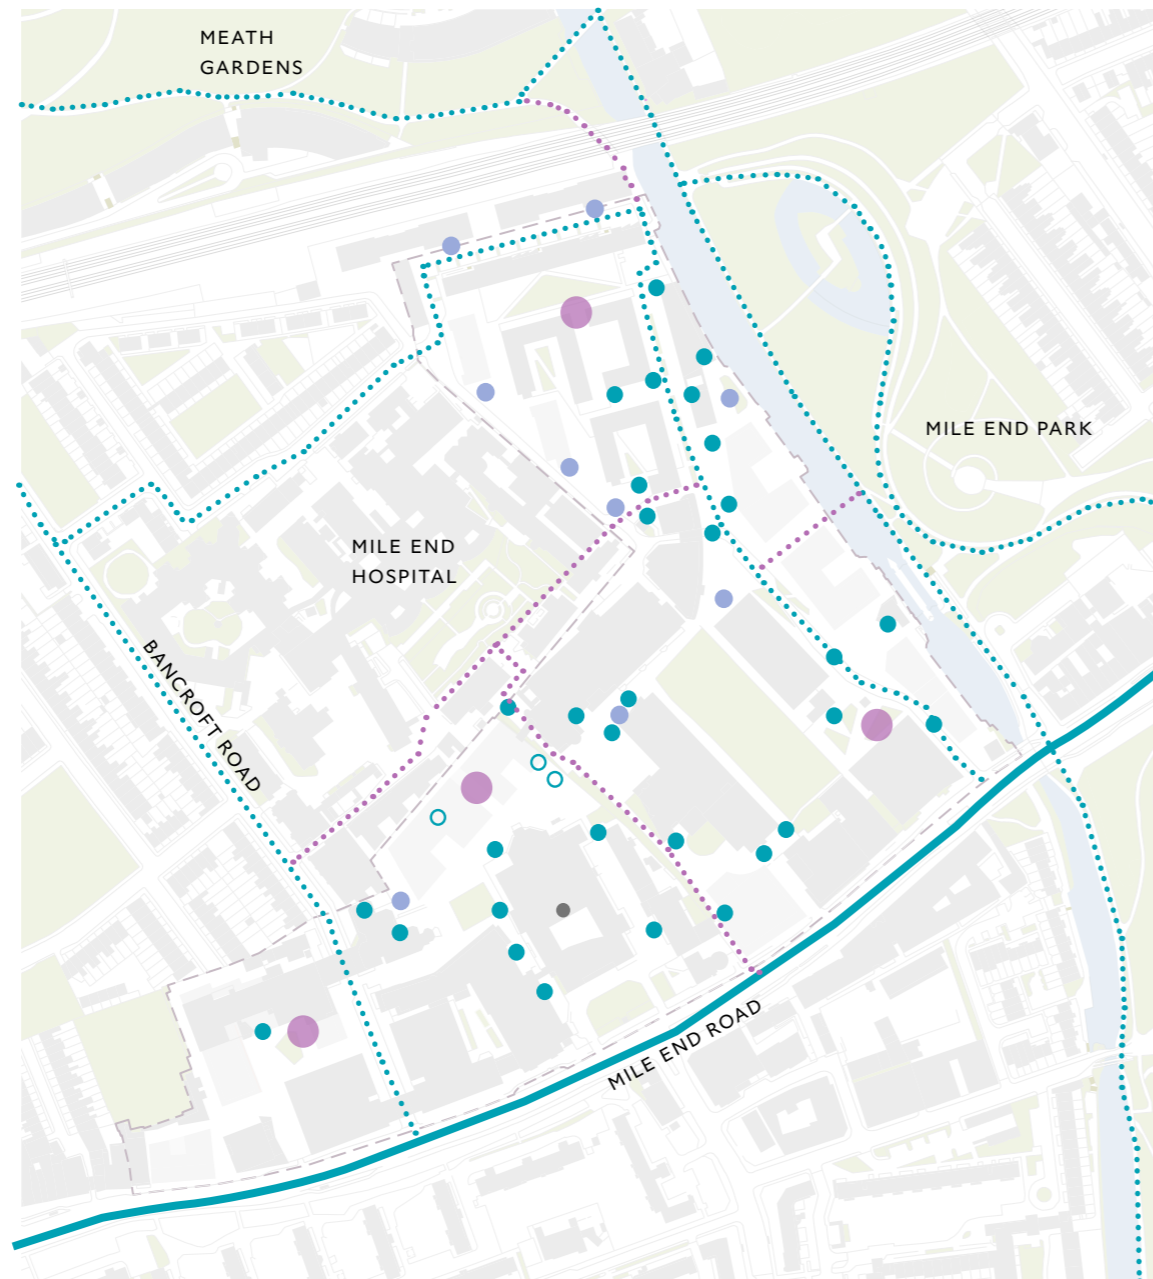 MEATH
GARDENS
MILE END PARK
MILE END
HOSPITAL
BANCROFT ROAD
MILE END ROAD